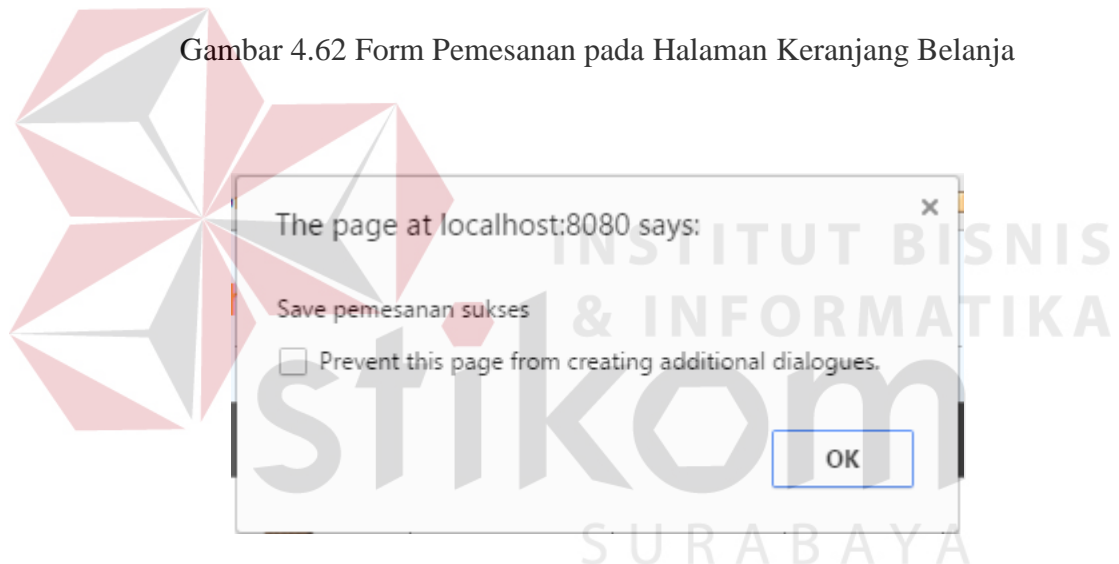 Gambar 4.62 Form Pemesanan pada Halaman Keranjang Belanja
The page at localhost:8080 says:
×
INSTITUT BISNIS
& INFORMATIKA
Save pemesanan sukses
Prevent this page from creating additional dialogues.
stikom
OK
SURABAYA